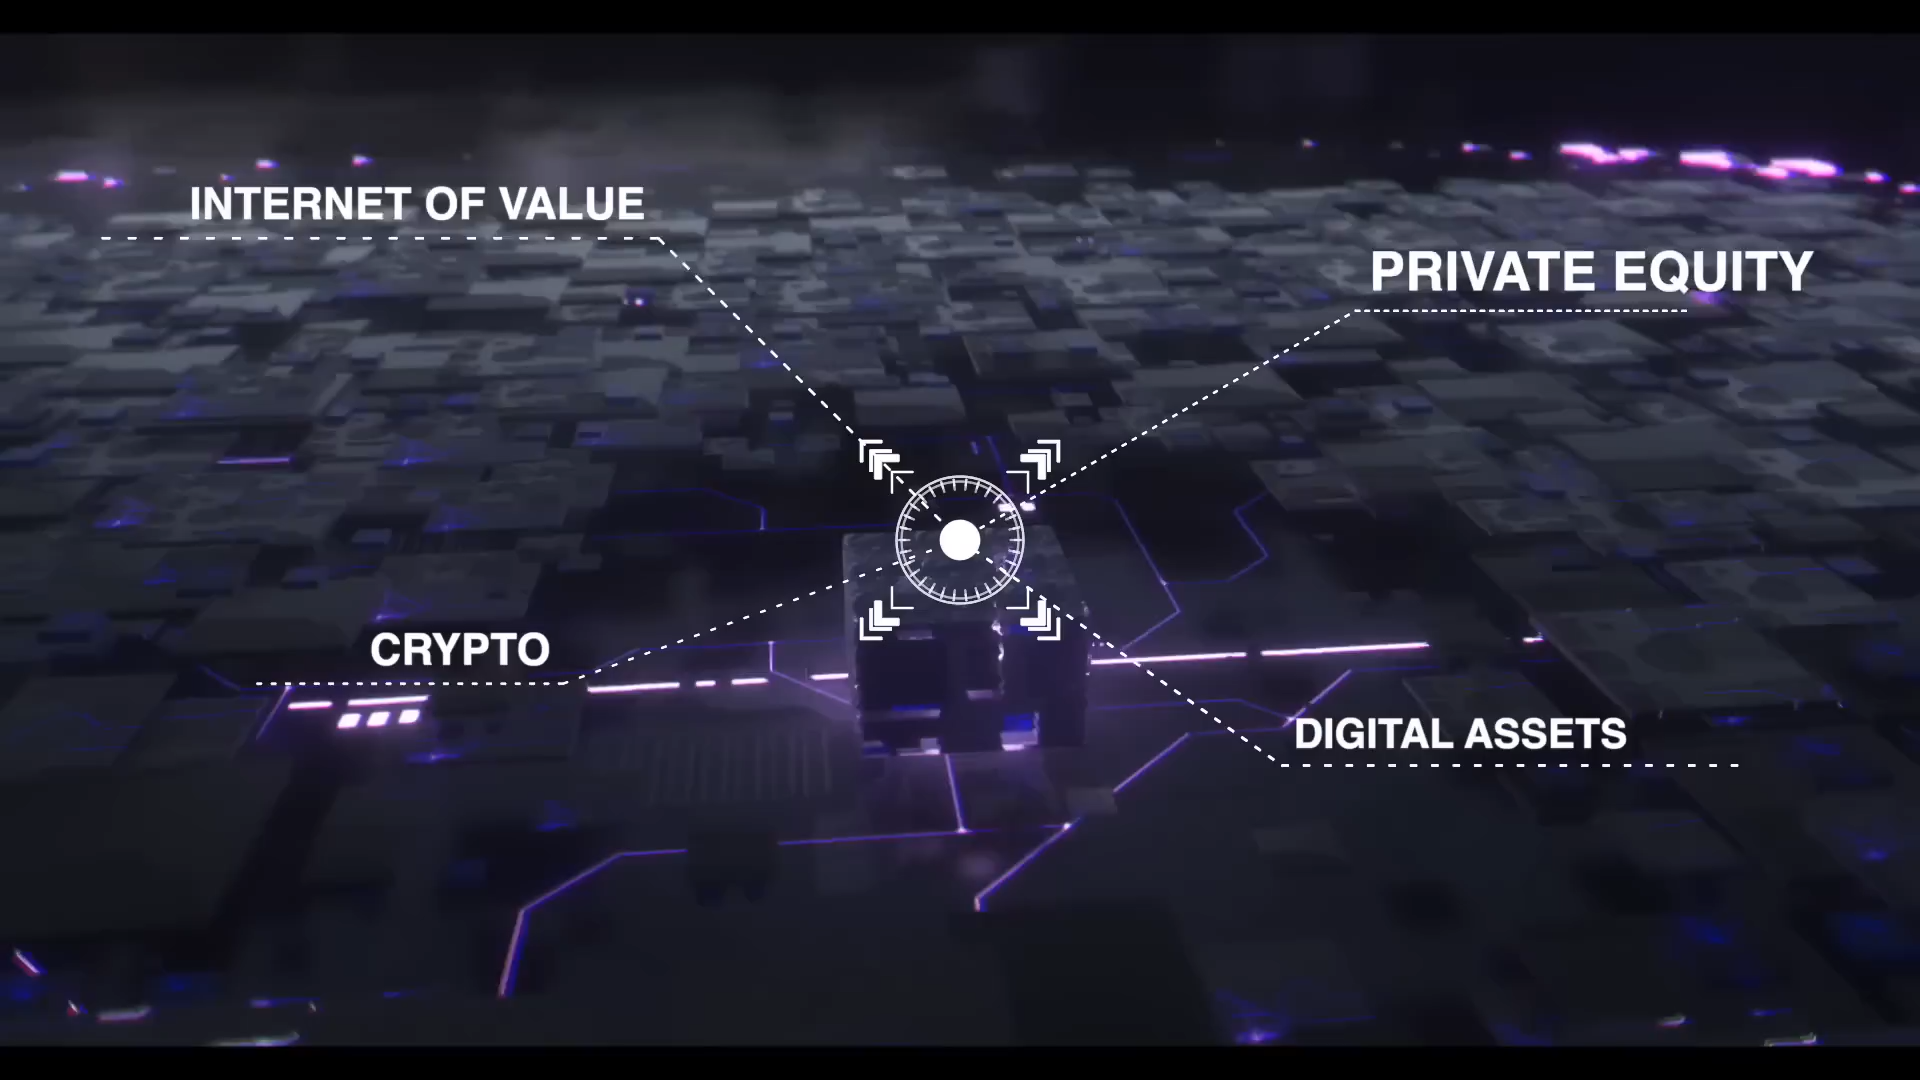 INTERNET OF VALUE
PRIVATE EQUITY
CRYPTO
DIGITAL ASSETS